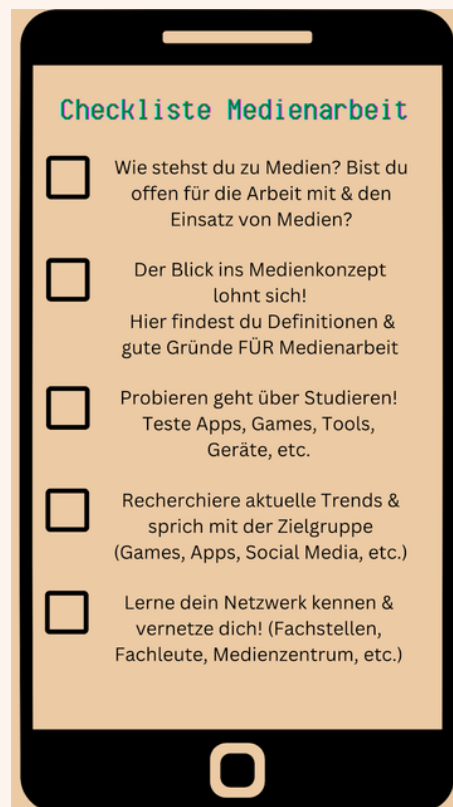 Checkliste Medienarbeit
Wie stehst du zu Medien? Bist du
offen für die Arbeit mit & den
Einsatz von Medien?
Der Blick ins Medienkonzept
lohnt sich!
Hier findest du Definitionen &
gute Gründe FÜR Medienarbeit
Probieren geht über Studieren!
Teste Apps, Games, Tools,
Geräte, etc.
Recherchiere aktuelle Trends &
sprich mit der Zielgruppe
(Games, Apps, Social Media, etc.)
Lerne dein Netzwerk kennen &
vernetze dich! (Fachstellen,
Fachleute, Medienzentrum, etc.)